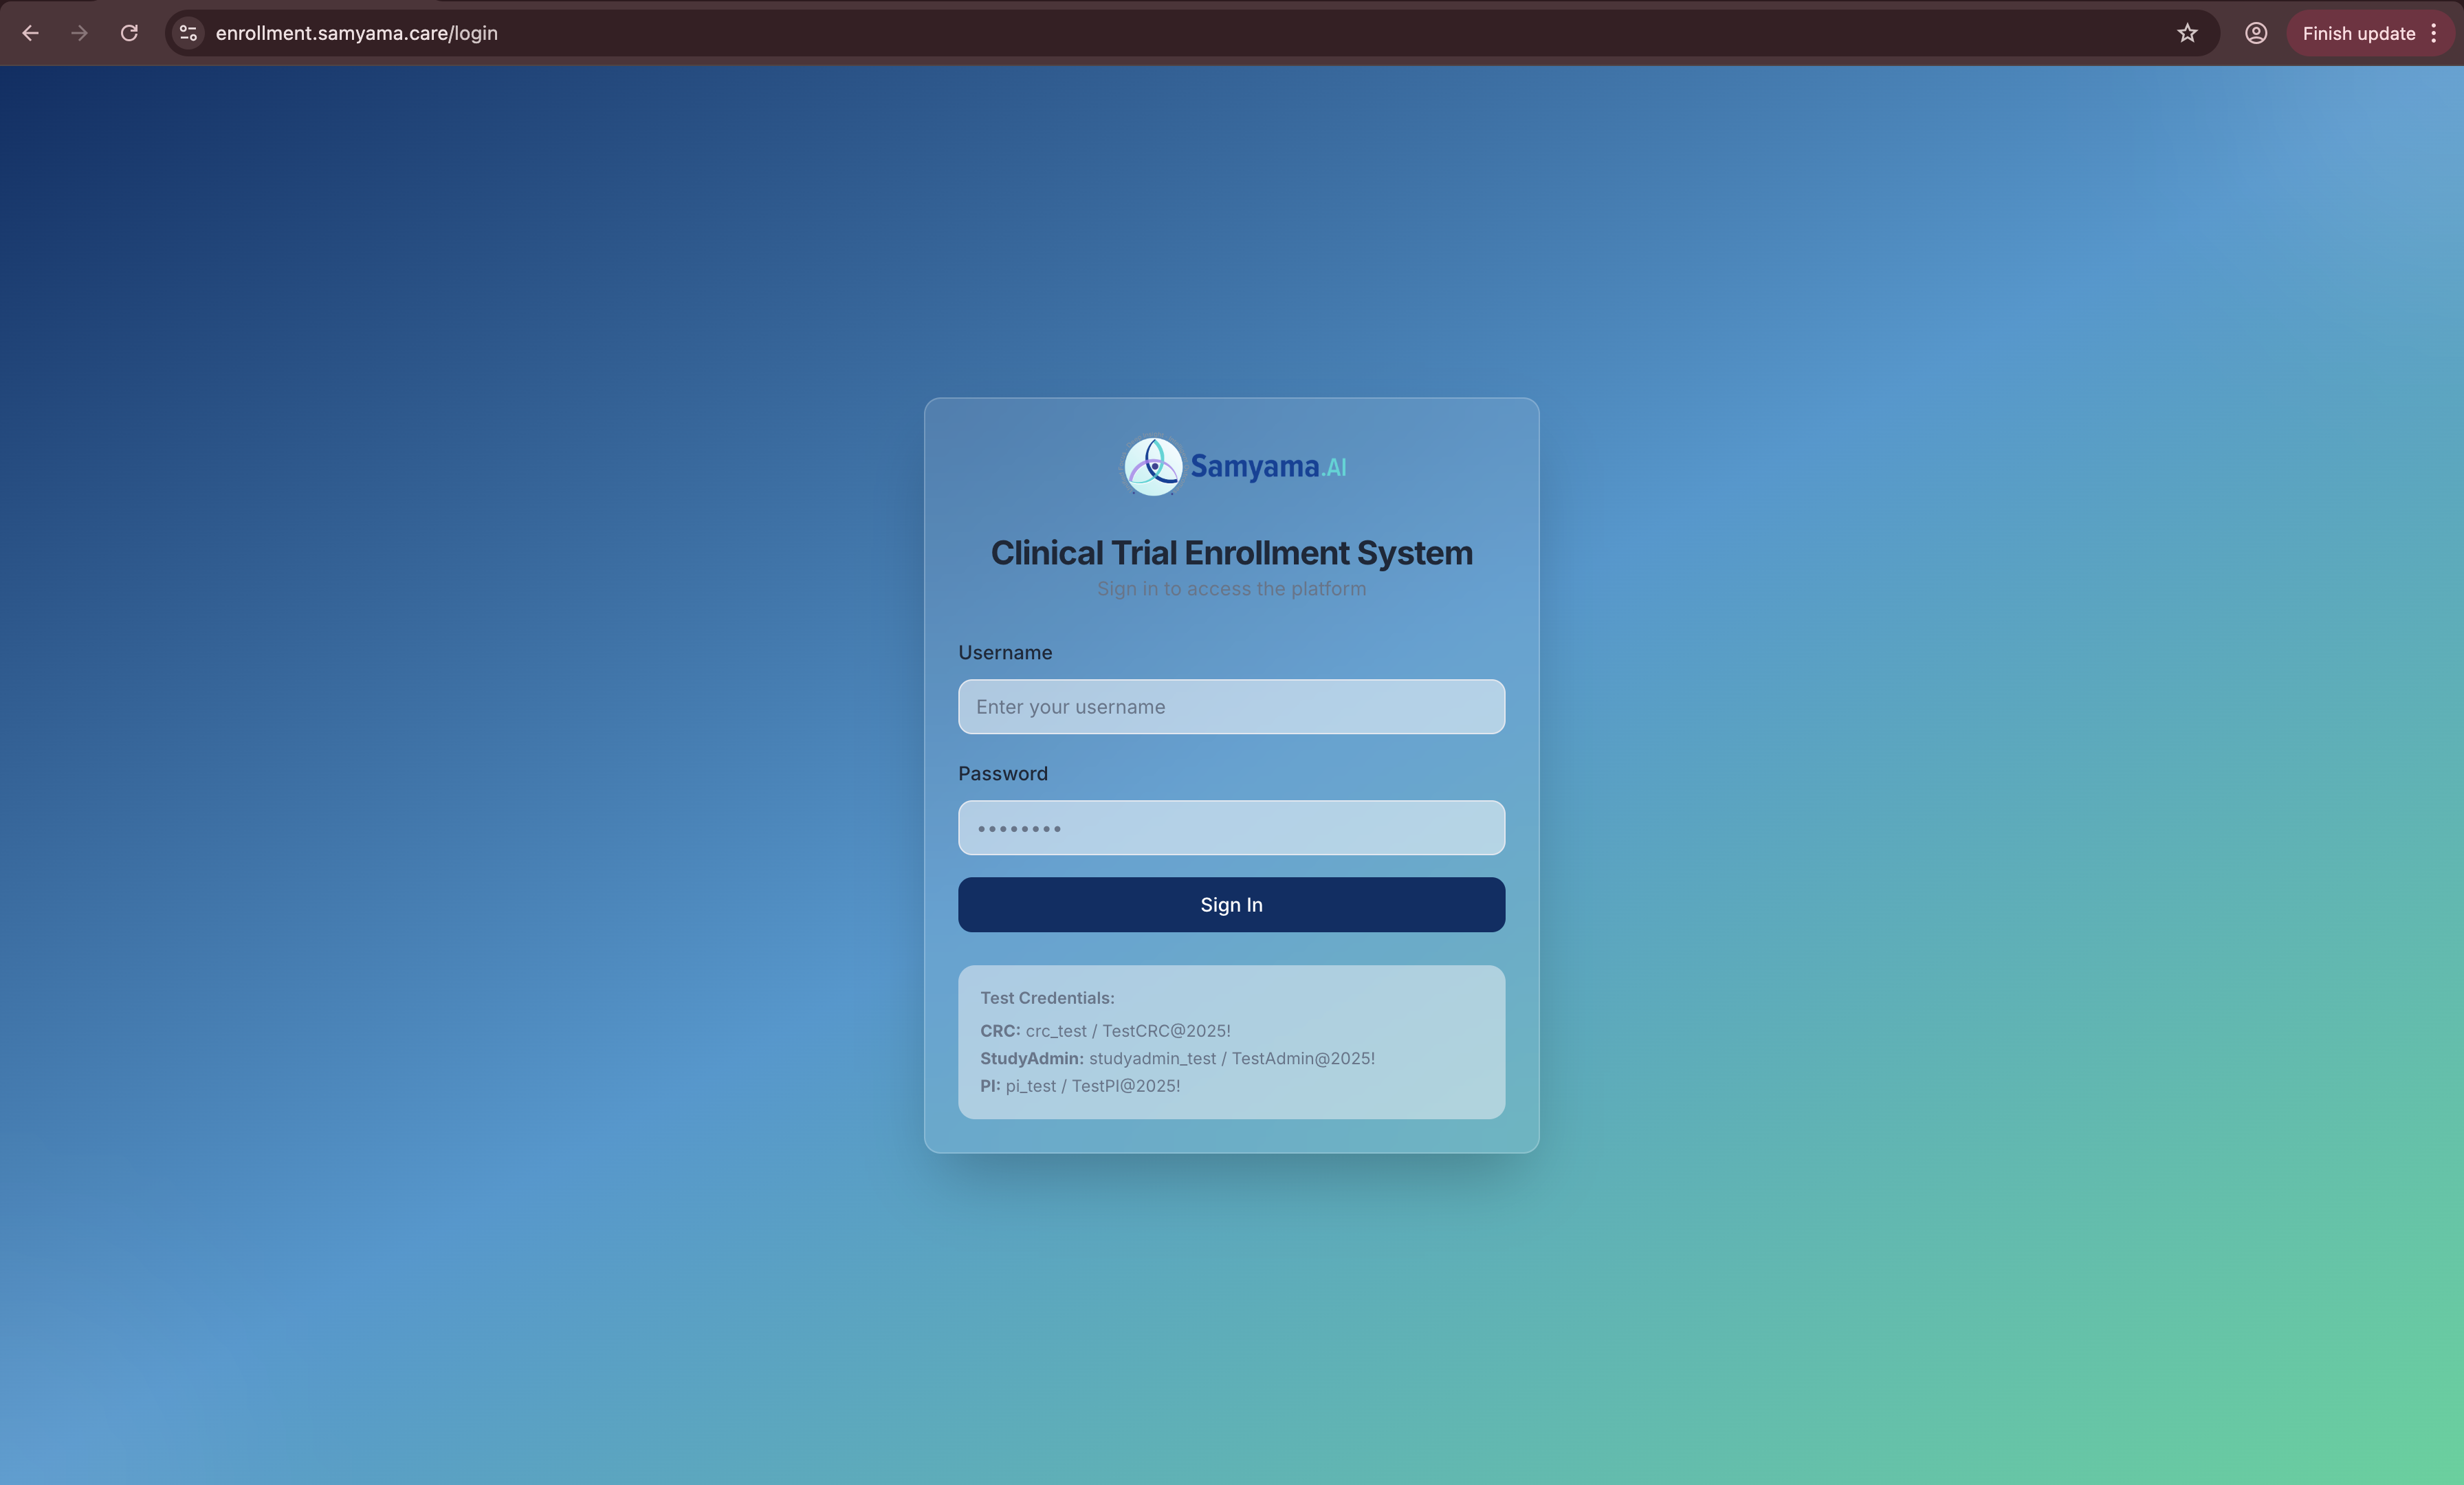 enrollment.samyama.care/login
Finish update
Samyama.AI
Clinical Trial Enrollment System
Sign in to access the platform
Username
Enter your username
Password
••••••••
Sign In
Test Credentials:
CRC: crc_test / TestCRC@2025!
StudyAdmin: studyadmin_test / TestAdmin@2025!
PI: pi_test / TestPI@2025!